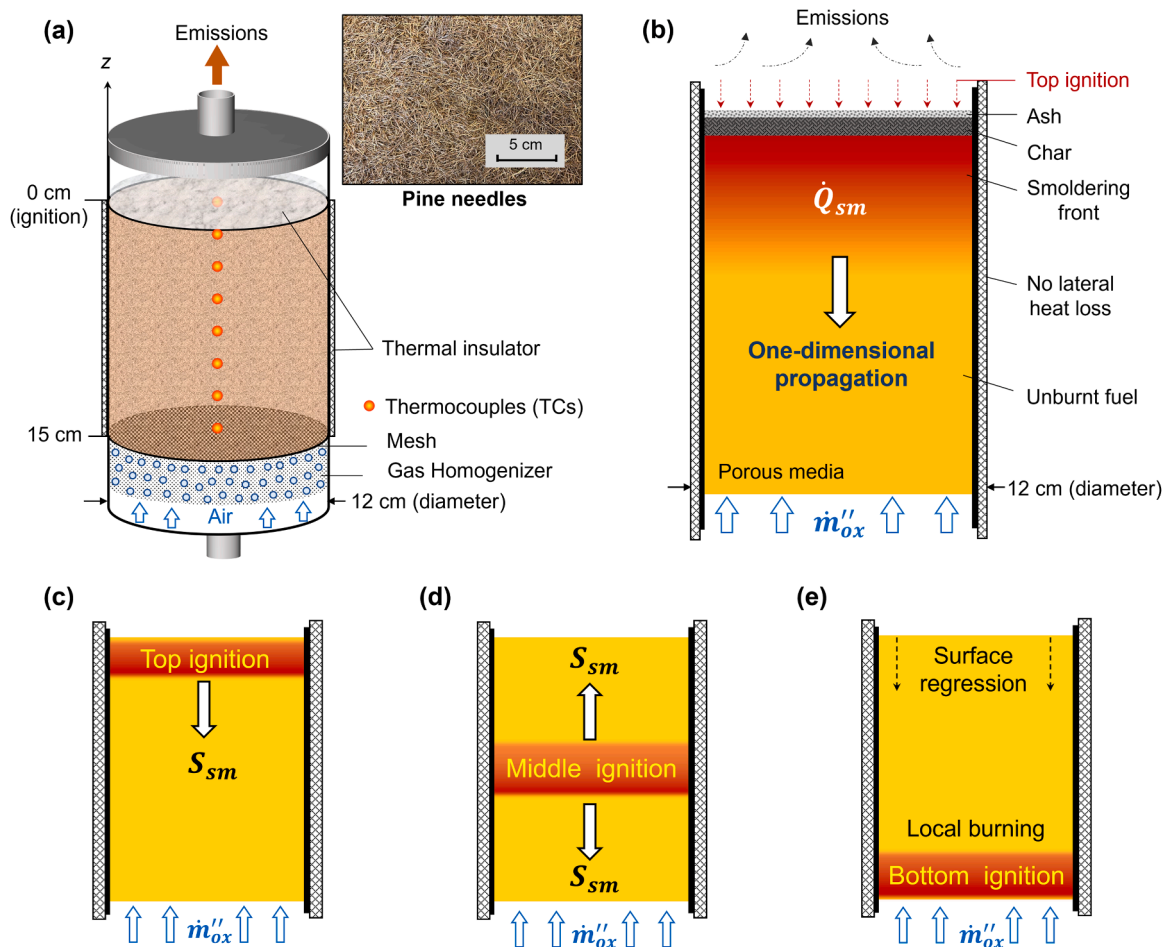 (a)
Emissions
z
5 cm
Pine needles
0 cm
(ignition)
Thermal insulator
Thermocouples (TCs)
15 cm
Mesh
Gas Homogenizer
12 cm (diameter)
Air
(b)
Emissions
Top ignition
Ash
Char
Smoldering
front
Q̇sm
No lateral
heat loss
One-dimensional
propagation
Unburnt fuel
Porous media
12 cm (diameter)
ṁ''ox
(c)
Top ignition
Ssm
ṁ''ox
(d)
Ssm
Middle ignition
Ssm
ṁ''ox
(e)
Surface
regression
Local burning
Bottom ignition
ṁ''ox